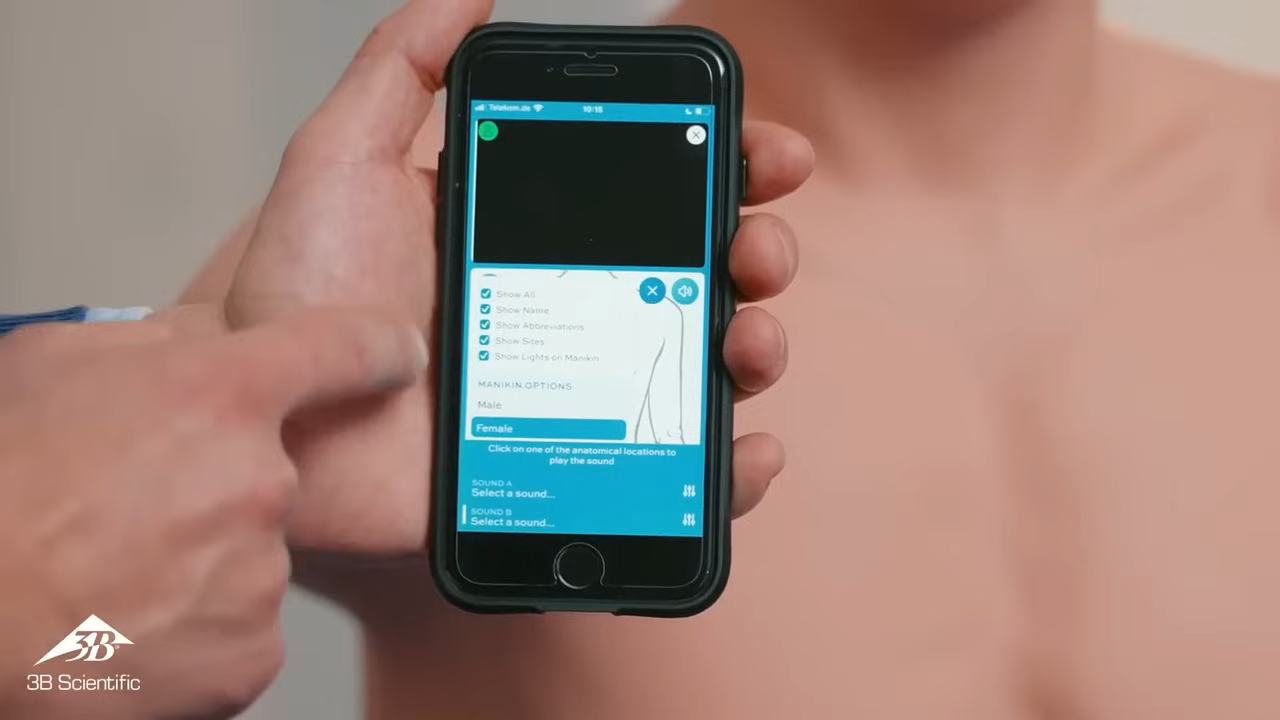 Telekom.de
10:15
Show All
Show Name
Show Abbreviations
Show Sites
Show Lights on Manikin
MANIKIN OPTIONS
Male
Female
Click on one of the anatomical locations to
play the sound
SOUND A
Select a sound...
SOUND B
Select a sound...
3B
3B Scientific